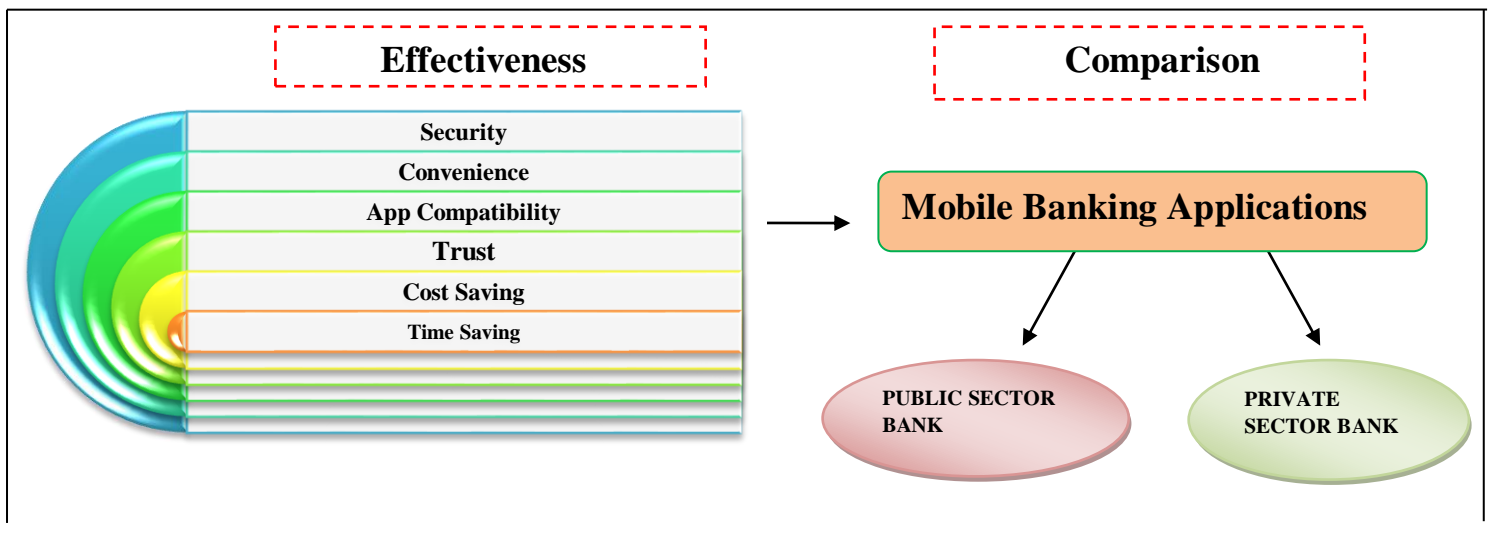 Effectiveness
Security
Convenience
App Compatibility
Trust
Cost Saving
Time Saving
Comparison
Mobile Banking Applications
PUBLIC SECTOR
BANK
PRIVATE
SECTOR BANK